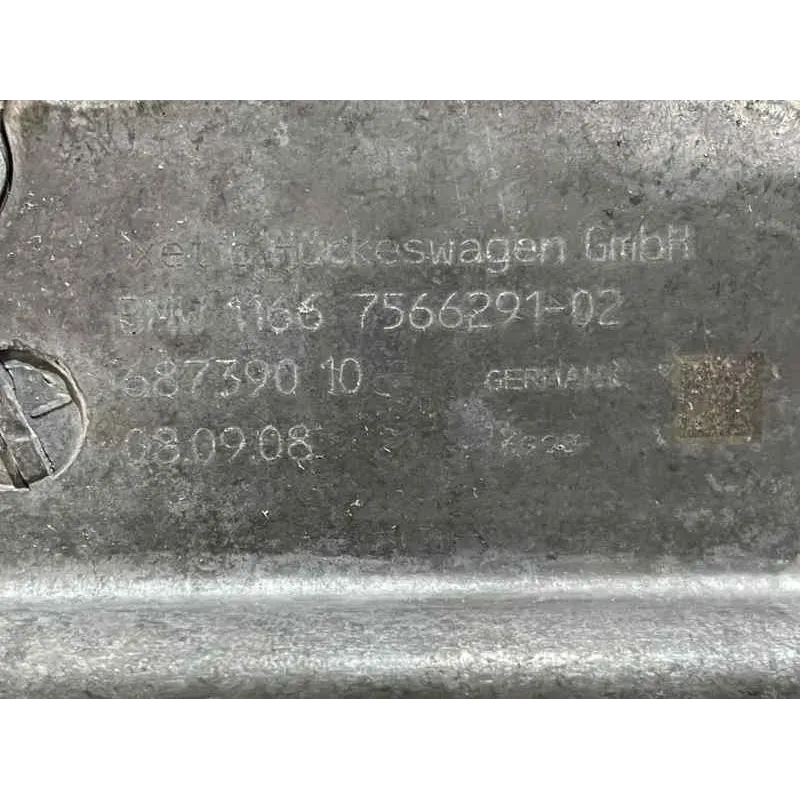 Hückeswagen GmbH
BMW 1166 7566291-02
687390 10
GERMANY
08.09.08